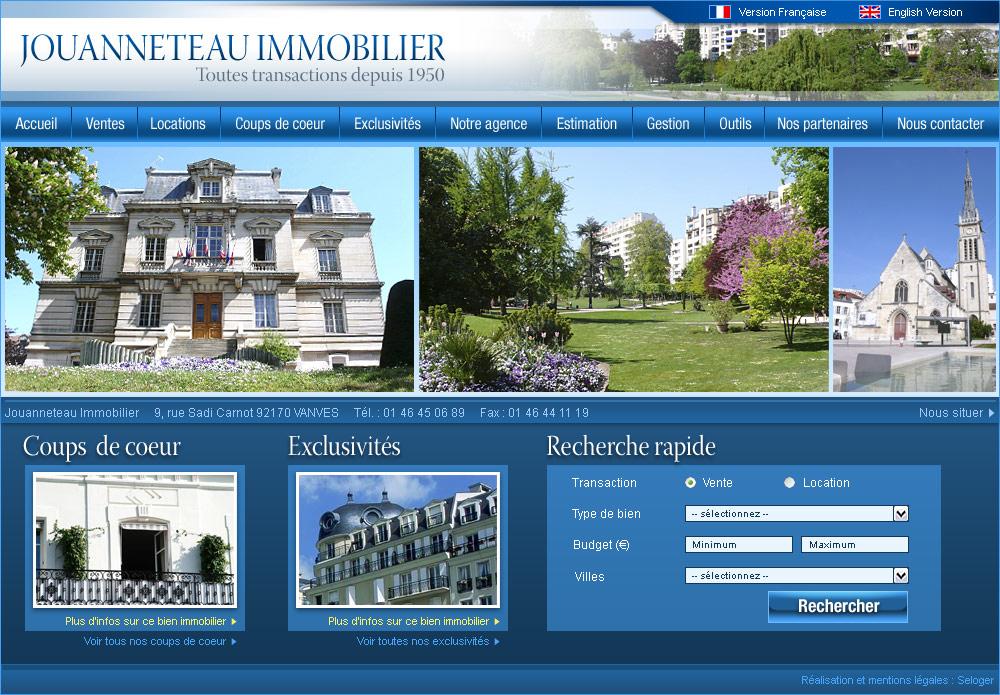 Version Française English Version
JOUANNETEAU IMMOBILIER
Toutes transactions depuis 1950
Accueil Ventes Locations Coups de coeur Exclusivités Notre agence Estimation Gestion Outils Nos partenaires Nous contacter
Jouanneteau Immobilier 9, rue Sadi Carnot 92170 VANVES Tél. : 01 46 45 06 89 Fax : 01 46 44 11 19 Nous situer
Coups de coeur
Plus d'infos sur ce bien immobilier
Voir tous nos coups de coeur
Exclusivités
Plus d'infos sur ce bien immobilier
Voir toutes nos exclusivités
Recherche rapide
Transaction Vente Location
Type de bien -- sélectionnez --
Budget (€) Minimum Maximum
Villes -- sélectionnez --
Rechercher
Réalisation et mentions légales : Seloger